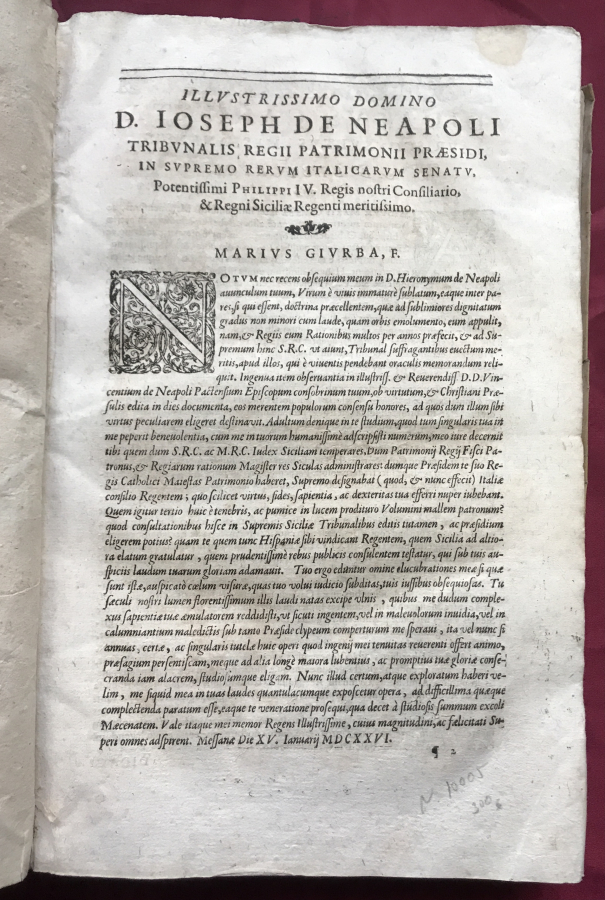 ILLVSTRISSIMO DOMINO
D. IOSEPH DE NEAPOLI
TRIBVNALIS REGII PATRIMONII PRÆSIDI,
IN SVPREMO RERVM ITALICARVM SENATV,
Potentiſſimi PHILIPPI IV. Regis noſtri Conſiliario,
& Regni Siciliæ Regenti meritiſſimo.
MARIVS GIVRBA, F.
NOTVM nec recens obſequium meum in D. Hieronymum de Neapoli
auunculum tuum, Virum è viuis immaturè ſublatum, eaque inter pa-
res, ſi qui eſſent, doctrina præcellentem, quæ ad ſublimiores dignitatum
gradus non minori cum laude, quam orbis emolumento, eum appulit,
nam, & Regiis eum Rationibus multos per annos præfecit, & ad Su-
premum hinc S.R.C. vt aiunt, Tribunal ſuffragantibus euectum me-
ritis, apud illos, qui è viuentis pendebant oraculis memorandum reli-
quit. Ingenua item obſeruantia in illuſtriſſ. & Reuerendiſſ. D.D. Vin-
centium de Neapoli Pactenſium Epiſcopum conſobrinum tuum, ob virtutum, & Chriſtiani Præ-
ſulis edita in dies documenta, eos merentem populorum conſenſu honores, ad quos diun illum ſibi
virtus peculiarem eligeret deſtinavit. Adultum denique in te ſtudium, quod tum ſingularis tua in
me peperit beneuolentia, cum me in tuorum humaniſſimè adſcripſiſti numerum, meo iure decernit
tibi quem dum S.R.C. ac M.R.C. Iudex Siciliam temperares, Dum Patrimonij Regij Fiſci Pa-
tronus, & Regiarum rationum Magiſter res Siculas adminiſtrares: dumque Præſidem te ſuo Re-
gis Catholici Maieſtas Patrimonio haberet, Supremo deſignabat (quod, & nunc effecit) Italiæ
conſilio Regentem; quo ſcilicet virtus, fides, ſapientia, ac dexteritas tua efferri nuper iubebant.
Quem igitur tertio huic è tenebris, ac pumice in lucem prodituro Volumini mallem patronum?
quod conſultationibus hiſce in Supremis Siciliæ Tribunalibus editis tutamen, ac præſidium
eligerem potius? quam te quem tunc Hiſpaniæ ſibi vindicant Regentem, quem Sicilia ad altio-
ra elatum gratulatur, quem prudentiſſimè rebus publicis conſulentem teſtatur, qui ſub tuis au-
ſpiciis laudum tuarum gloriam adamauit. Tuo ergo eduntur omine elucubrationes meæ ſi quæ
ſunt iſtæ, auſpicatò cœlum viſuræ, quas tuo volui iudicio ſubditas, tuis iuſſibus obſequioſas. Tu
ſæculi noſtri lumen florentiſſimum illis laudi natas excipe vlnis, quibus me dudum comple-
xus ſapientiæ tuæ æmulatorem reddidiſti, vt ſicuti ingentem, vel in maleuolorum inuidia, vel in
calumniantium maledictis ſub tanto Præſide clypeum comperturum me ſperaui, ita vel nunc ſi
annuas, certæ, ac ſingularis tutelæ huic operi quod ingenij mei tenuitas reuerenti offert animo,
præſagium perſentiſcam, meque ad alia longè maiora lubentius, ac promptius tuæ gloriæ conſe-
cranda iam alacrem, ſtudioſumque eligam. Nunc illud certum, atque exploratum haberi ve-
lim, me ſiquid mea in tuas laudes quantulacumque expoſcetur opera, ad difficillima quæque
complectenda paratum eſſe, eaque te veneratione proſequi, qua decet à ſtudioſis ſummum excoli
Mæcenatem. Vale itaque mei memor Regens Illuſtriſſime, cuius magnitudini, ac fœlicitati Su-
peri omnes adſpirent. Meſſanæ Die XV. Ianuarij MDCXXVI.
¶ 2
N. 10005